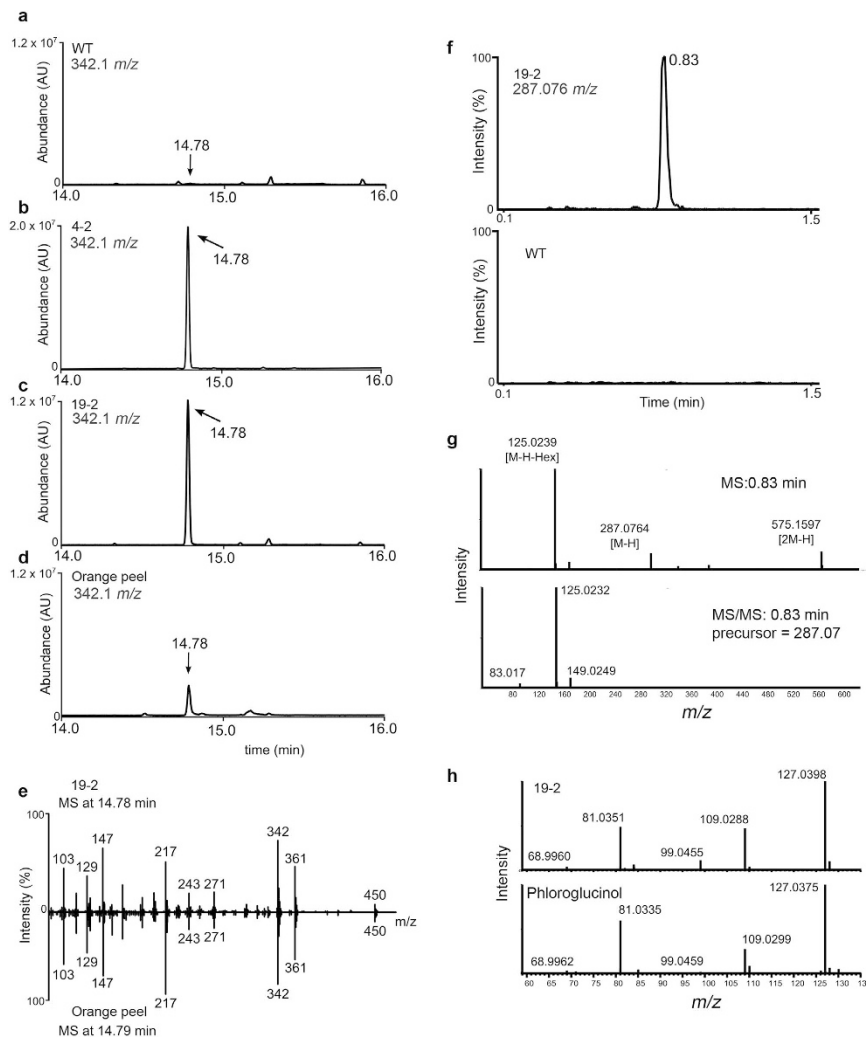 a
1.2 x 10⁷
WT
342.1 m/z
14.78
Abundance (AU)
0
14.0
15.0
16.0
b
2.0 x 10⁷
4-2
342.1 m/z
14.78
Abundance (AU)
0
14.0
15.0
16.0
c
1.2 x 10⁷
19-2
342.1 m/z
14.78
Abundance (AU)
0
14.0
15.0
16.0
d
1.2 x 10⁷
Orange peel
342.1 m/z
14.78
Abundance (AU)
0
14.0
15.0
16.0
time (min)
e
19-2
MS at 14.78 min
100
Intensity (%)
0
100
103
129
147
217
243 271
342
361
450
m/z
450
243 271
103
129
147
217
342
361
Orange peel
MS at 14.79 min
f
100
19-2
287.076 m/z
0.83
Intensity (%)
0
0.1
1.5
100
WT
Intensity (%)
0
0.1
Time (min)
1.5
g
125.0239
[M-H-Hex]
MS:0.83 min
287.0764
[M-H]
575.1597
[2M-H]
Intensity
125.0232
MS/MS: 0.83 min
precursor = 287.07
83.017
149.0249
80 120 160 200 240 280 320 360 400 440 480 520 560 600
m/z
h
19-2
127.0398
81.0351
109.0288
68.9960
99.0455
Intensity
Phloroglucinol
127.0375
81.0335
109.0299
68.9962
99.0459
60 65 70 75 80 85 90 95 100 105 110 115 120 125 13
m/z